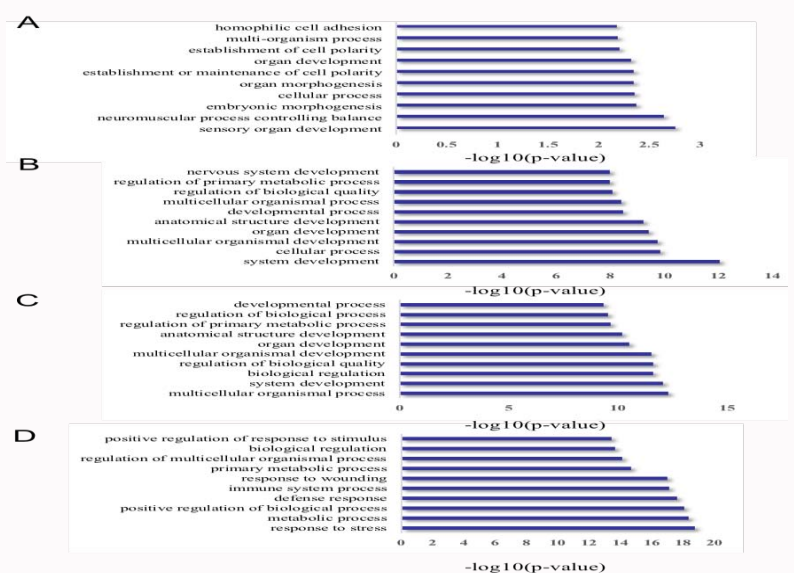 A
homophilic cell adhesion
multi-organism process
establishment of cell polarity
organ development
establishment or maintenance of cell polarity
organ morphogenesis
cellular process
embryonic morphogenesis
neuromuscular process controlling balance
sensory organ development
0 0.5 1 1.5 2 2.5 3
-log10(p-value)
B
nervous system development
regulation of primary metabolic process
regulation of biological quality
multicellular organismal process
developmental process
anatomical structure development
organ development
multicellular organismal development
cellular process
system development
0 2 4 6 8 10 12 14
-log10(p-value)
C
developmental process
regulation of biological process
regulation of primary metabolic process
anatomical structure development
organ development
multicellular organismal development
regulation of biological quality
biological regulation
system development
multicellular organismal process
0 5 10 15
-log10(p-value)
D
positive regulation of response to stimulus
biological regulation
regulation of multicellular organismal process
primary metabolic process
response to wounding
immune system process
defense response
positive regulation of biological process
metabolic process
response to stress
0 2 4 6 8 10 12 14 16 18 20
-log10(p-value)